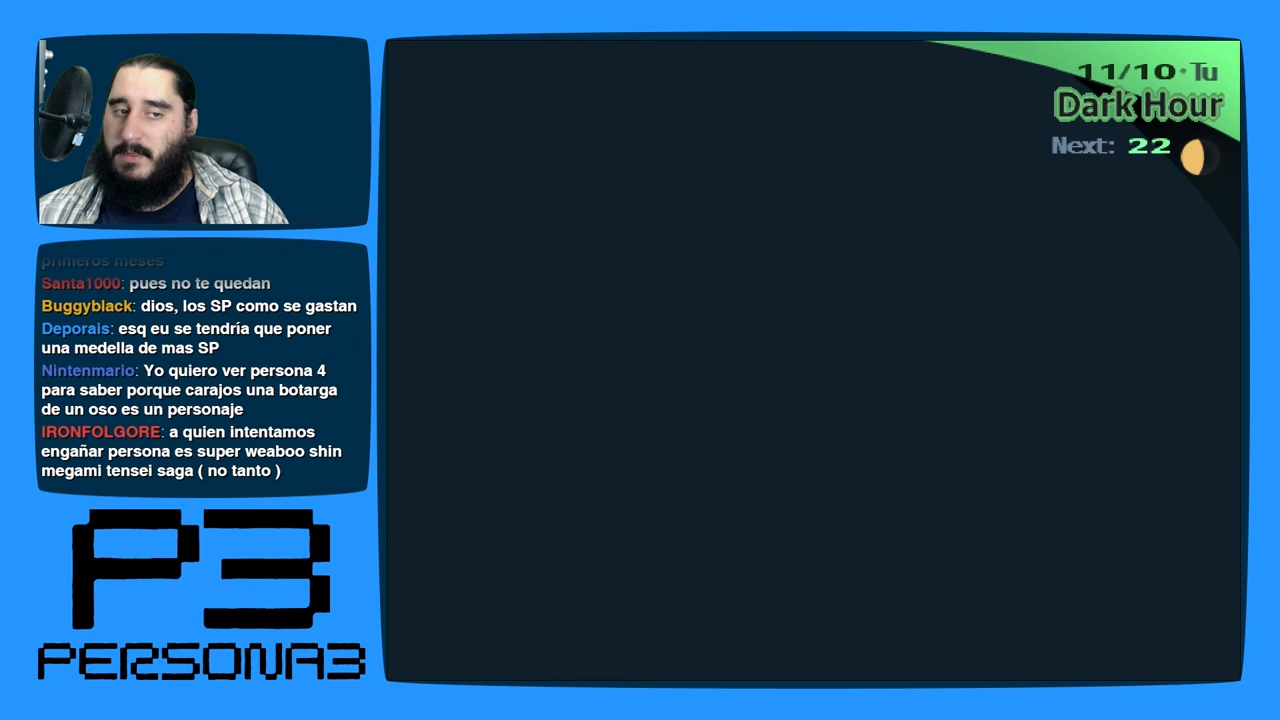 primeros meses
Santa1000: pues no te quedan
Buggyblack: dios, los SP como se gastan
Deporais: esq eu se tendría que poner
una medella de mas SP
Nintenmario: Yo quiero ver persona 4
para saber porque carajos una botarga
de un oso es un personaje
IRONFOLGORE: a quien intentamos
engañar persona es super weaboo shin
megami tensei saga ( no tanto )
P3
PERSONA3
11/10·Tu
Dark Hour
Next: 22